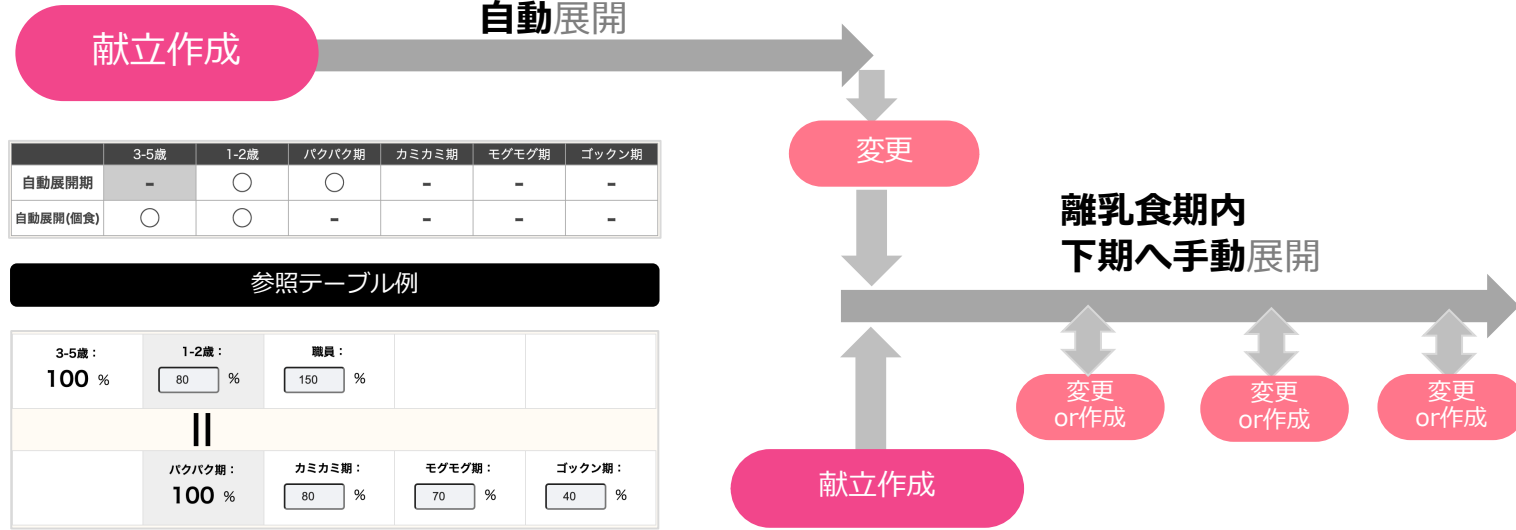 自動展開
献立作成
3-5歳 1-2歳 パクパク期 カミカミ期 モグモグ期 ゴックン期
自動展開期 - ○ ○ - - -
自動展開(個食) ○ ○ - - - -
参照テーブル例
3-5歳: 1-2歳: 職員:
100 % 80 % 150 %
||
パクパク期: カミカミ期: モグモグ期: ゴックン期:
100 % 80 % 70 % 40 %
変更
離乳食期内
下期へ手動展開
変更
or作成
変更
or作成
変更
or作成
献立作成